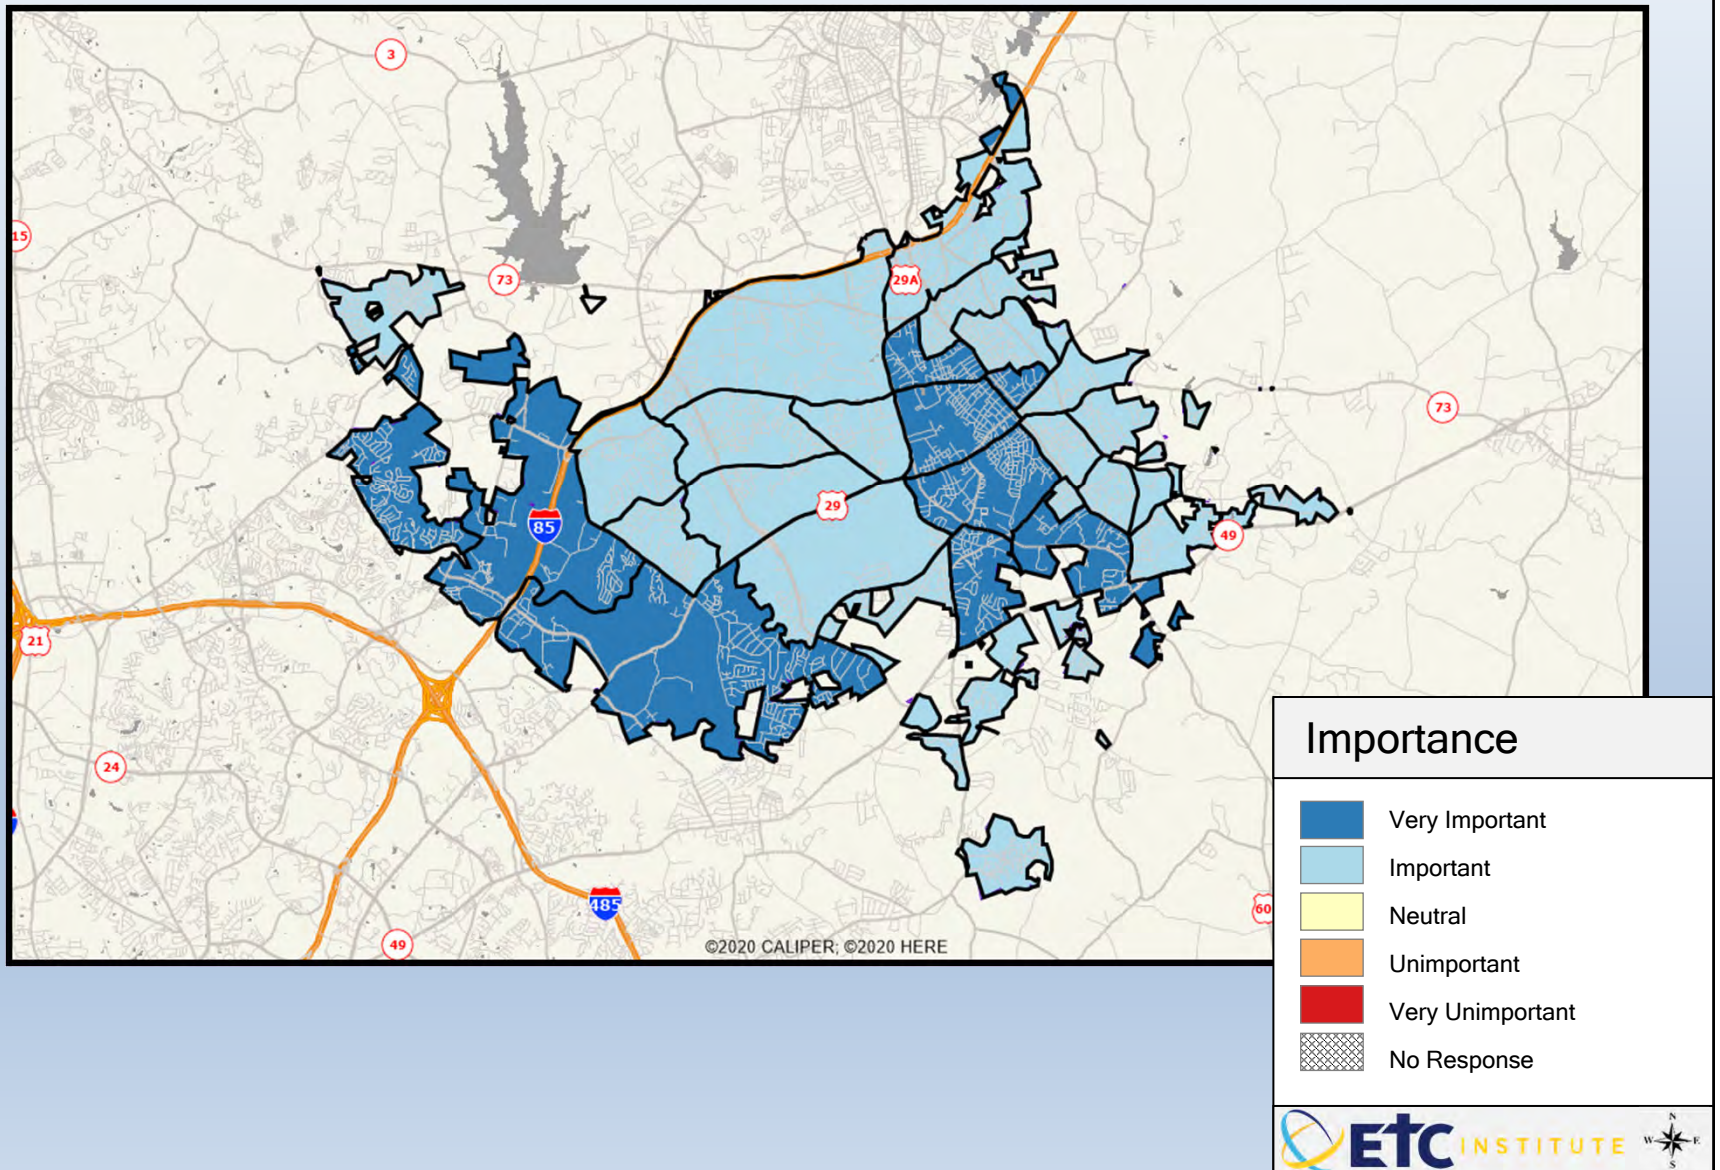 3
15
73
29A
73
29
85
49
21
24
485
49
60
©2020 CALIPER; ©2020 HERE
Importance
Very Important
Important
Neutral
Unimportant
Very Unimportant
No Response
ETC INSTITUTE
N
W E
S